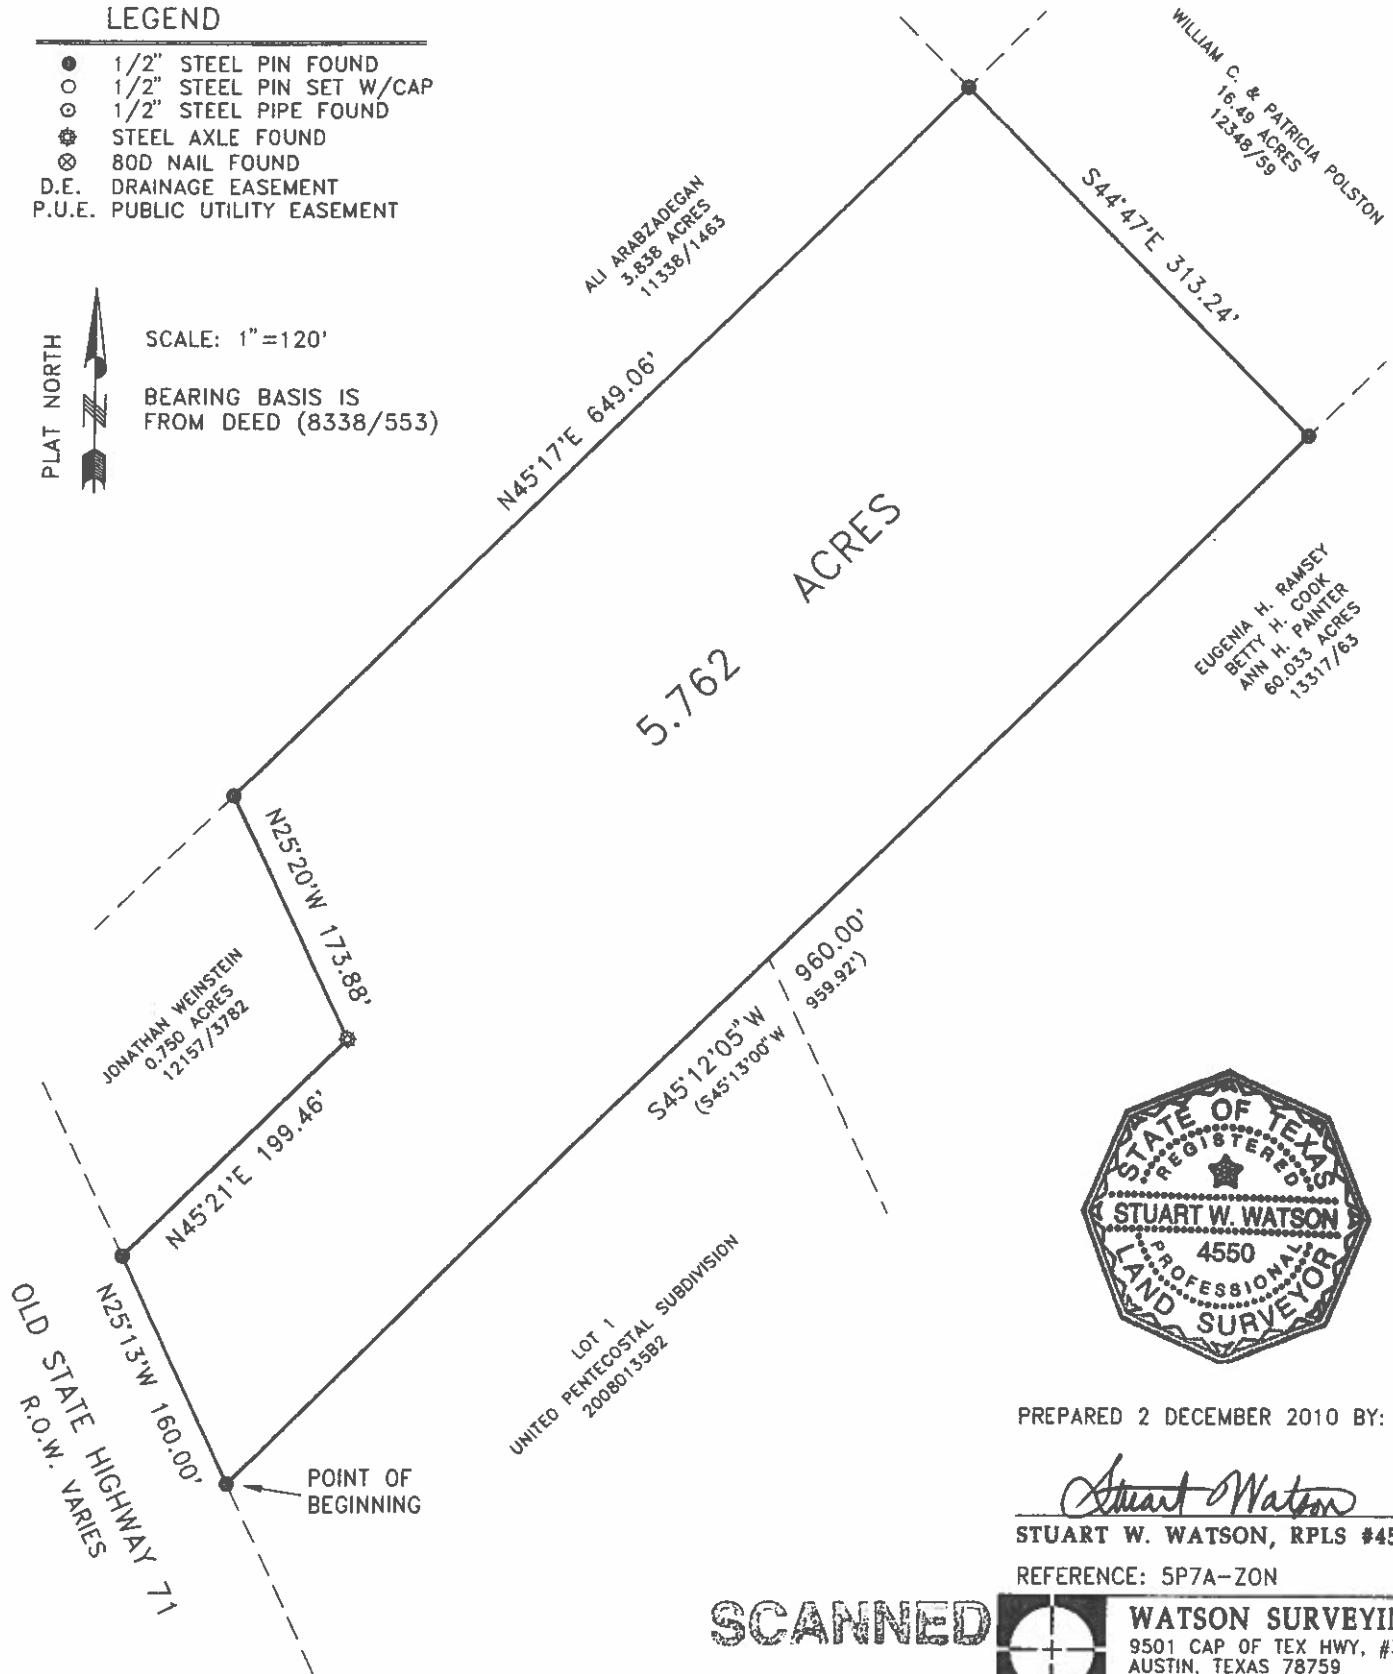 LEGEND
1/2" STEEL PIN FOUND
1/2" STEEL PIN SET W/CAP
1/2" STEEL PIPE FOUND
STEEL AXLE FOUND
80D NAIL FOUND
D.E. DRAINAGE EASEMENT
P.U.E. PUBLIC UTILITY EASEMENT
PLAT NORTH
N
SCALE: 1"=120'
BEARING BASIS IS
FROM DEED (8338/553)
WILLIAM C. & PATRICIA POLSTON
16.49 ACRES
12348/59
ALI ARABZADEGAN
3.838 ACRES
11338/1463
S44°47'E 313.24'
N45°17'E 649.06'
5.762 ACRES
EUGENIA H. RAMSEY
BETTY H. COOK
ANN H. PAINTER
60.033 ACRES
13317/63
N25°20'W 173.88'
JONATHAN WEINSTEIN
0.750 ACRES
12157/3782
S45°12'05"W 960.00'
(S45°13'00"W 959.92')
N45°21'E 199.46'
N25°13'W 160.00'
OLD STATE HIGHWAY 71
R.O.W. VARIES
LOT 1
UNITED PENTECOSTAL SUBDIVISION
2008013582
POINT OF
BEGINNING
STATE OF TEXAS
REGISTERED
STUART W. WATSON
4550
PROFESSIONAL
LAND SURVEYOR
PREPARED 2 DECEMBER 2010 BY:
Stuart Watson
STUART W. WATSON, RPLS #45
REFERENCE: 5P7A-ZON
SCANNED
WATSON SURVEYI
9501 CAP OF TEX HWY, #
AUSTIN, TEXAS 78759